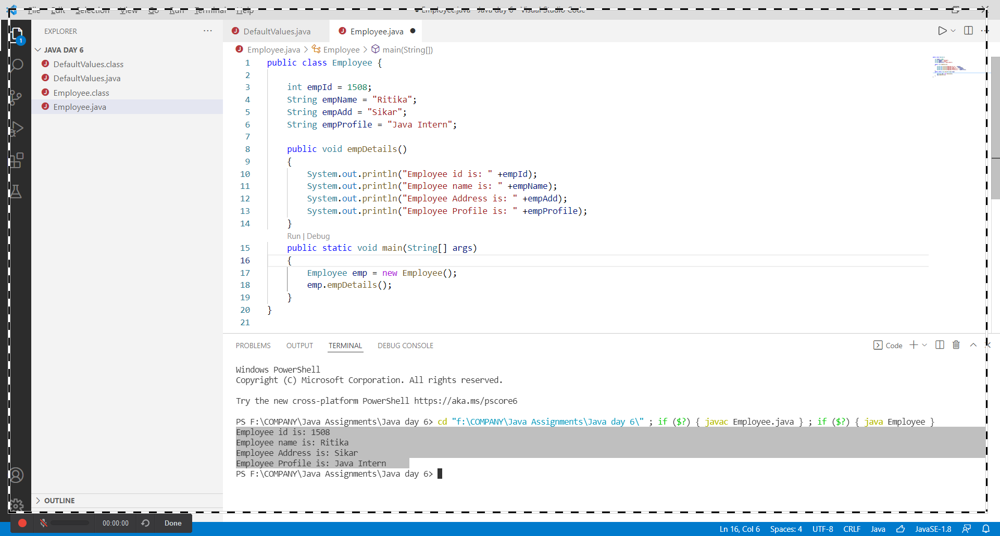 File Edit Selection View Go Run Terminal Help
● Employee.java - Java day 6 - Visual Studio Code
EXPLORER
JAVA DAY 6
DefaultValues.class
DefaultValues.java
Employee.class
Employee.java
1
DefaultValues.java
Employee.java
Employee.java > Employee > main(String[])
1 public class Employee {
2
3 int empId = 1508;
4 String empName = "Ritika";
5 String empAdd = "Sikar";
6 String empProfile = "Java Intern";
7
8 public void empDetails()
9 {
10 System.out.println("Employee id is: " +empId);
11 System.out.println("Employee name is: " +empName);
12 System.out.println("Employee Address is: " +empAdd);
13 System.out.println("Employee Profile is: " +empProfile);
14 }
Run | Debug
15 public static void main(String[] args)
16 {
17 Employee emp = new Employee();
18 emp.empDetails();
19 }
20 }
21
PROBLEMS OUTPUT TERMINAL DEBUG CONSOLE
Code
Windows PowerShell
Copyright (C) Microsoft Corporation. All rights reserved.
Try the new cross-platform PowerShell https://aka.ms/pscore6
PS F:\COMPANY\Java Assignments\Java day 6> cd "f:\COMPANY\Java Assignments\Java day 6\" ; if ($?) { javac Employee.java } ; if ($?) { java Employee }
Employee id is: 1508
Employee name is: Ritika
Employee Address is: Sikar
Employee Profile is: Java Intern
PS F:\COMPANY\Java Assignments\Java day 6>
OUTLINE
00:00:00 Done
Ln 16, Col 6 Spaces: 4 UTF-8 CRLF Java JavaSE-1.8